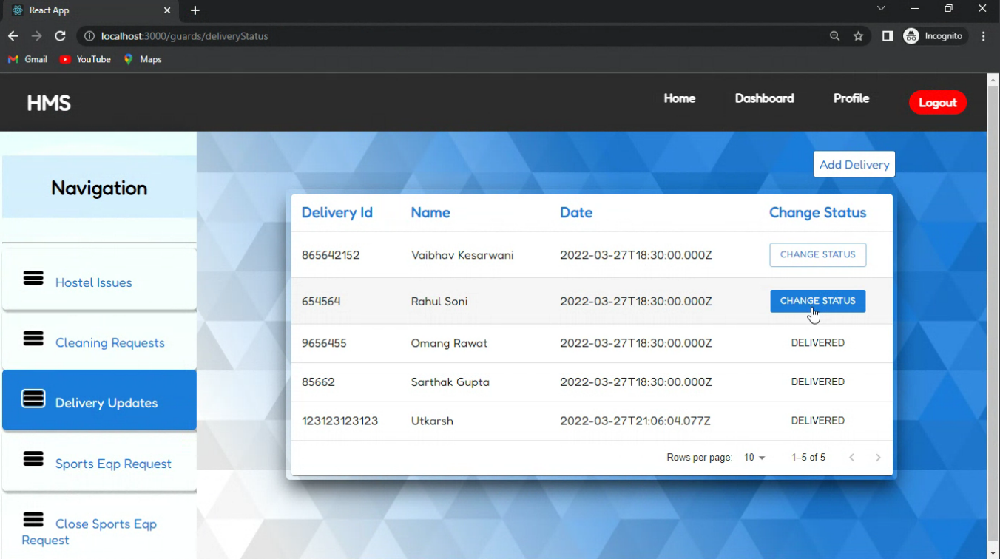 React App
localhost:3000/guards/deliveryStatus
Incognito
Gmail YouTube Maps
HMS
Home Dashboard Profile Logout
Navigation
Hostel Issues
Cleaning Requests
Delivery Updates
Sports Eqp Request
Close Sports Eqp
Request
Add Delivery
Delivery Id Name Date Change Status
865642152 Vaibhav Kesarwani 2022-03-27T18:30:00.000Z CHANGE STATUS
654564 Rahul Soni 2022-03-27T18:30:00.000Z CHANGE STATUS
9656455 Omang Rawat 2022-03-27T18:30:00.000Z DELIVERED
85662 Sarthak Gupta 2022-03-27T18:30:00.000Z DELIVERED
123123123123 Utkarsh 2022-03-27T21:06:04.077Z DELIVERED
Rows per page: 10 1–5 of 5